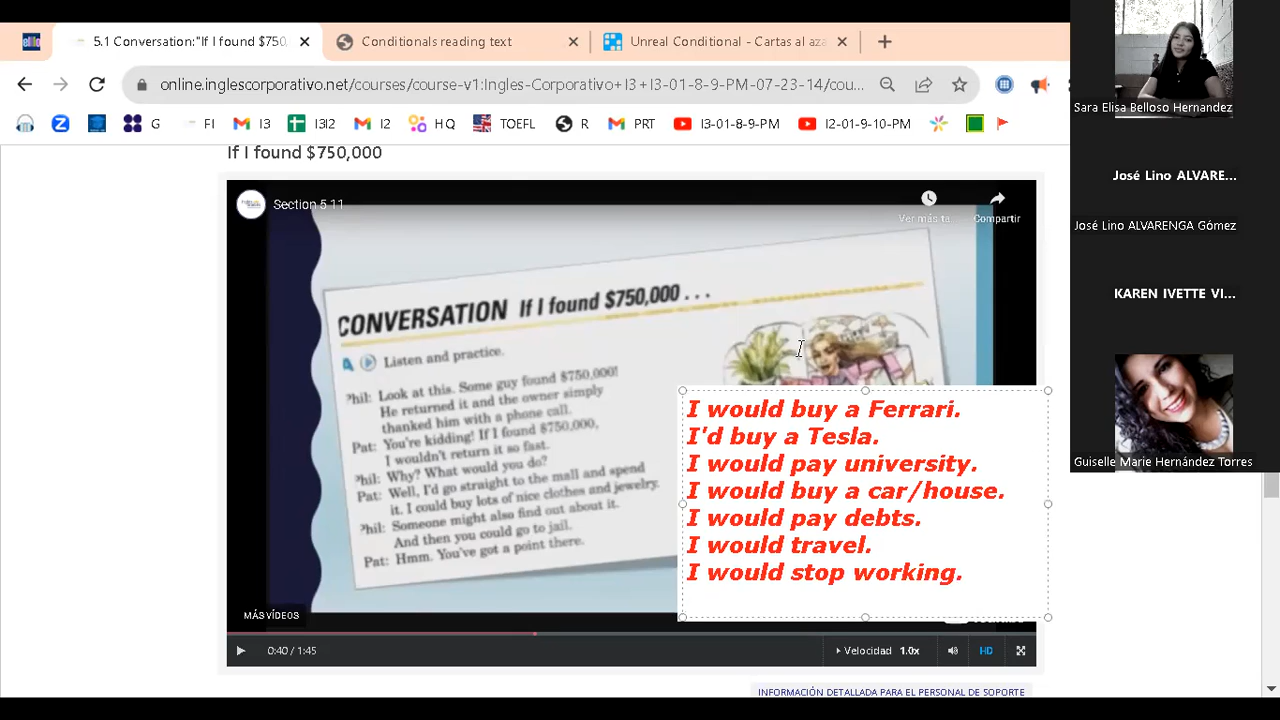 5.1 Conversation:"If I found $750
Conditionals reading text
Unreal Conditional - Cartas al aza
online.inglescorporativo.net/courses/course-v1:Ingles-Corporativo+I3+I3-01-8-9-PM-07-23-14/cou...
G
FI
I3
I3I2
I2
HQ
TOEFL
R
PRT
I3-01-8-9-PM
I2-01-9-10-PM
If I found $750,000
Section 5 11
Ver más ta
Compartir
CONVERSATION If I found $750,000 . . .
A Listen and practice.
Phil: Look at this. Some guy found $750,000!
He returned it and the owner simply
thanked him with a phone call.
Pat: You're kidding! If I found $750,000,
I wouldn't return it so fast.
Phil: Why? What would you do?
Pat: Well, I'd go straight to the mall and spend
it. I could buy lots of nice clothes and jewelry.
Phil: Someone might also find out about it.
And then you could go to jail.
Pat: Hmm. You've got a point there.
I would buy a Ferrari.
I'd buy a Tesla.
I would pay university.
I would buy a car/house.
I would pay debts.
I would travel.
I would stop working.
MÁS VÍDEOS
0:40 / 1:45
Velocidad 1.0x
HD
INFORMACIÓN DETALLADA PARA EL PERSONAL DE SOPORTE
Sara Elisa Belloso Hernandez
José Lino ALVARE...
José Lino ALVARENGA Gómez
KAREN IVETTE VI...
Guiselle Marie Hernández Torres